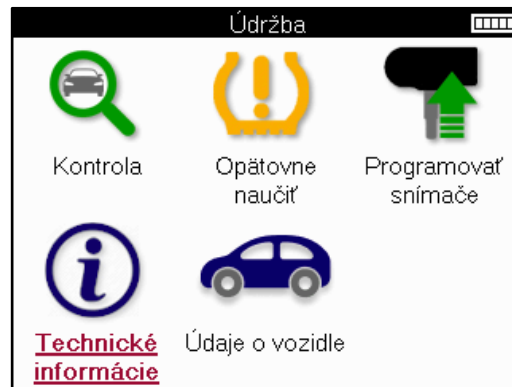 Údržba
Kontrola
Opätovne
naučiť
Programovať
snímače
Technické
informácie
Údaje o vozidle